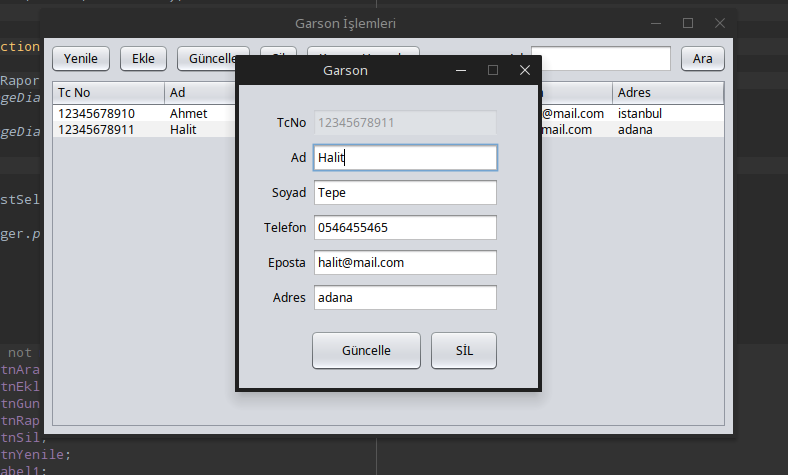 Garson İşlemleri
ction
Yenile Ekle Güncelle Ara
Rapor
geDia
Garson
Tc No Ad Adres
12345678910 Ahmet @mail.com istanbul
12345678911 Halit mail.com adana
geDia
TcNo 12345678911
Ad Halit
Soyad Tepe
stSel
Telefon 0546455465
ger.p
Eposta halit@mail.com
Adres adana
Güncelle SİL
not
tnAra
tnEkl
tnGun
tnRap
tnSil,
tnYenile;
abel1;